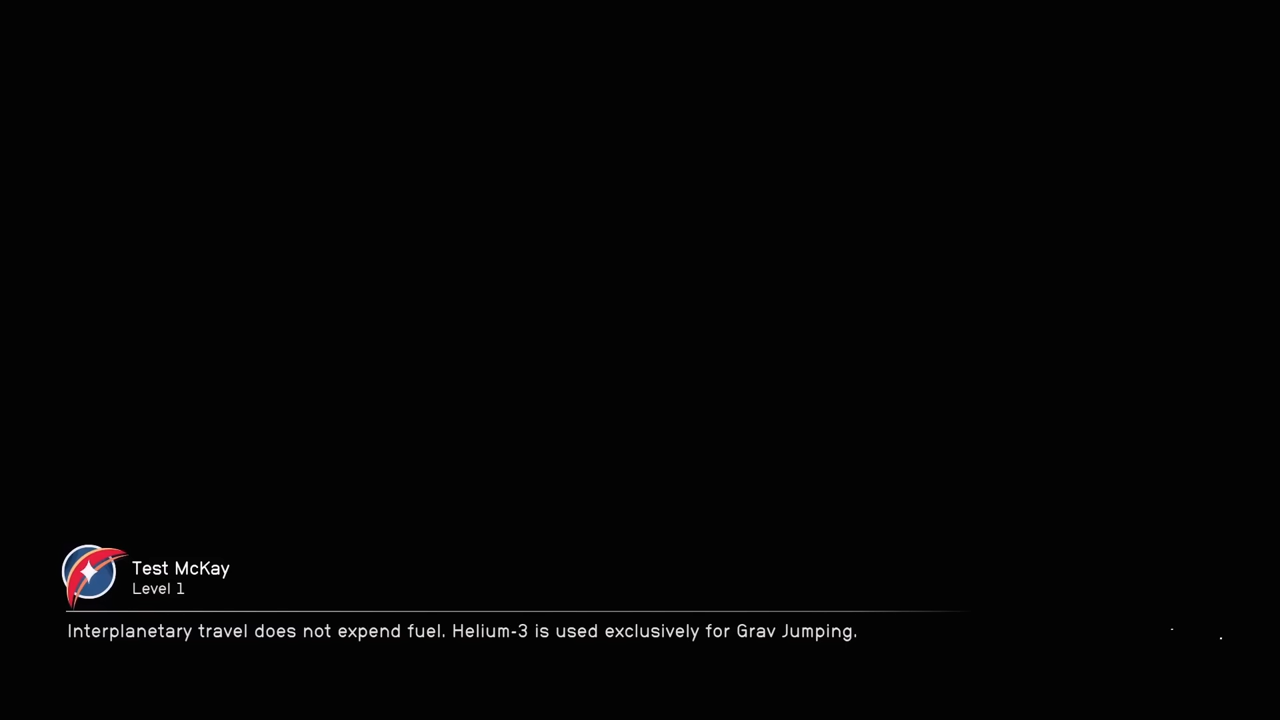 Test McKay
Level 1
Interplanetary travel does not expend fuel. Helium-3 is used exclusively for Grav Jumping.